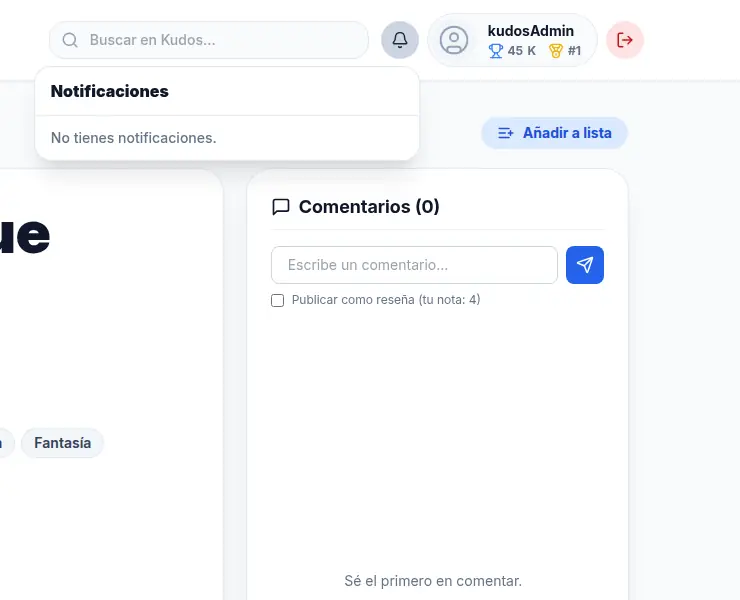 Buscar en Kudos...
kudosAdmin
45 K #1
Notificaciones
No tienes notificaciones.
Añadir a lista
ue
Comentarios (0)
Escribe un comentario...
Publicar como reseña (tu nota: 4)
Fantasía
Sé el primero en comentar.